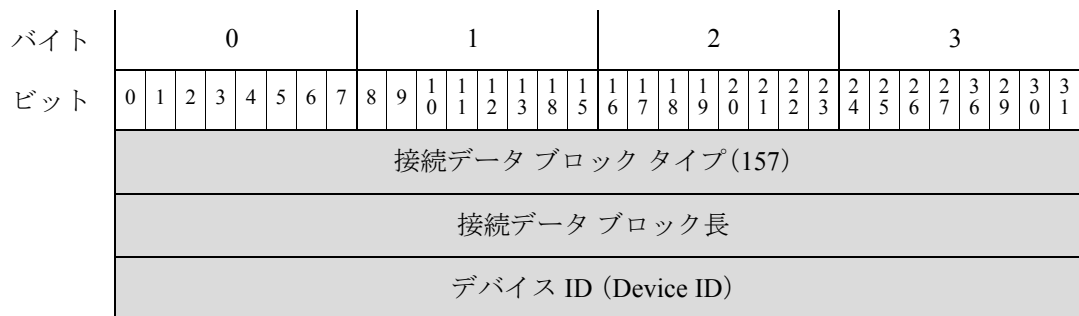 バイト 0 1 2 3
ビット 0 1 2 3 4 5 6 7 8 9 10 11 12 13 18 15 16 17 18 19 20 21 22 23 24 25 26 27 36 29 30 31
接続データ ブロック タイプ(157)
接続データ ブロック長
デバイス ID(Device ID)